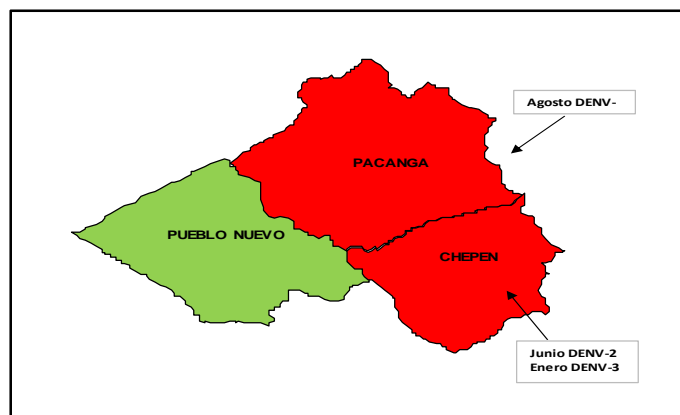 Agosto DENV-
PACANGA
PUEBLO NUEVO
CHEPEN
Junio DENV-2
Enero DENV-3